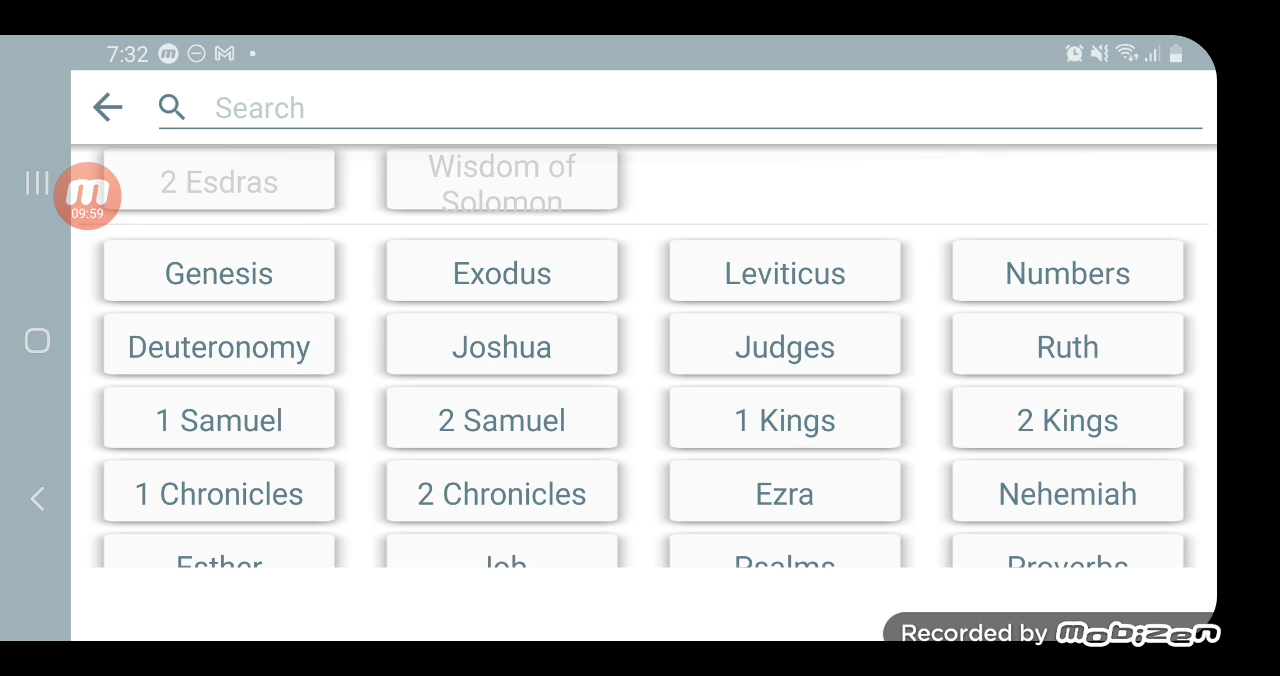 7:32
Search
09:59
2 Esdras
Wisdom of
Solomon
Genesis Exodus Leviticus Numbers
Deuteronomy Joshua Judges Ruth
1 Samuel 2 Samuel 1 Kings 2 Kings
1 Chronicles 2 Chronicles Ezra Nehemiah
Esther Job Psalms Proverbs
Recorded by Mobizen